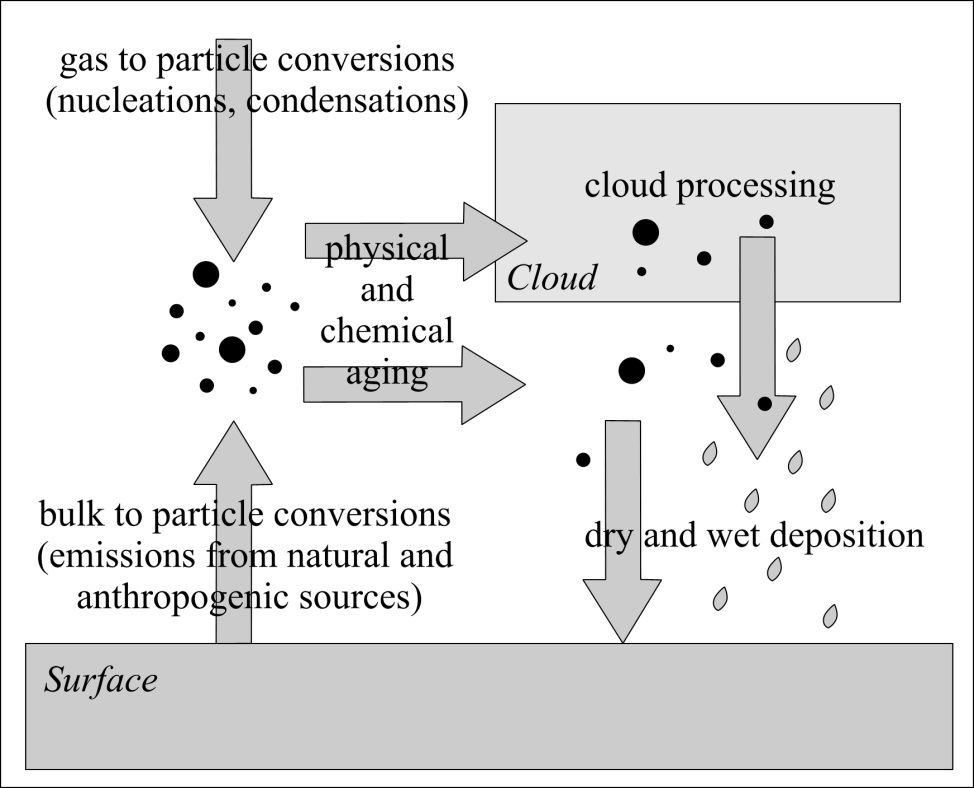 gas to particle conversions
(nucleations, condensations)
cloud processing
Cloud
physical
and
chemical
aging
bulk to particle conversions
(emissions from natural and
anthropogenic sources)
dry and wet deposition
Surface